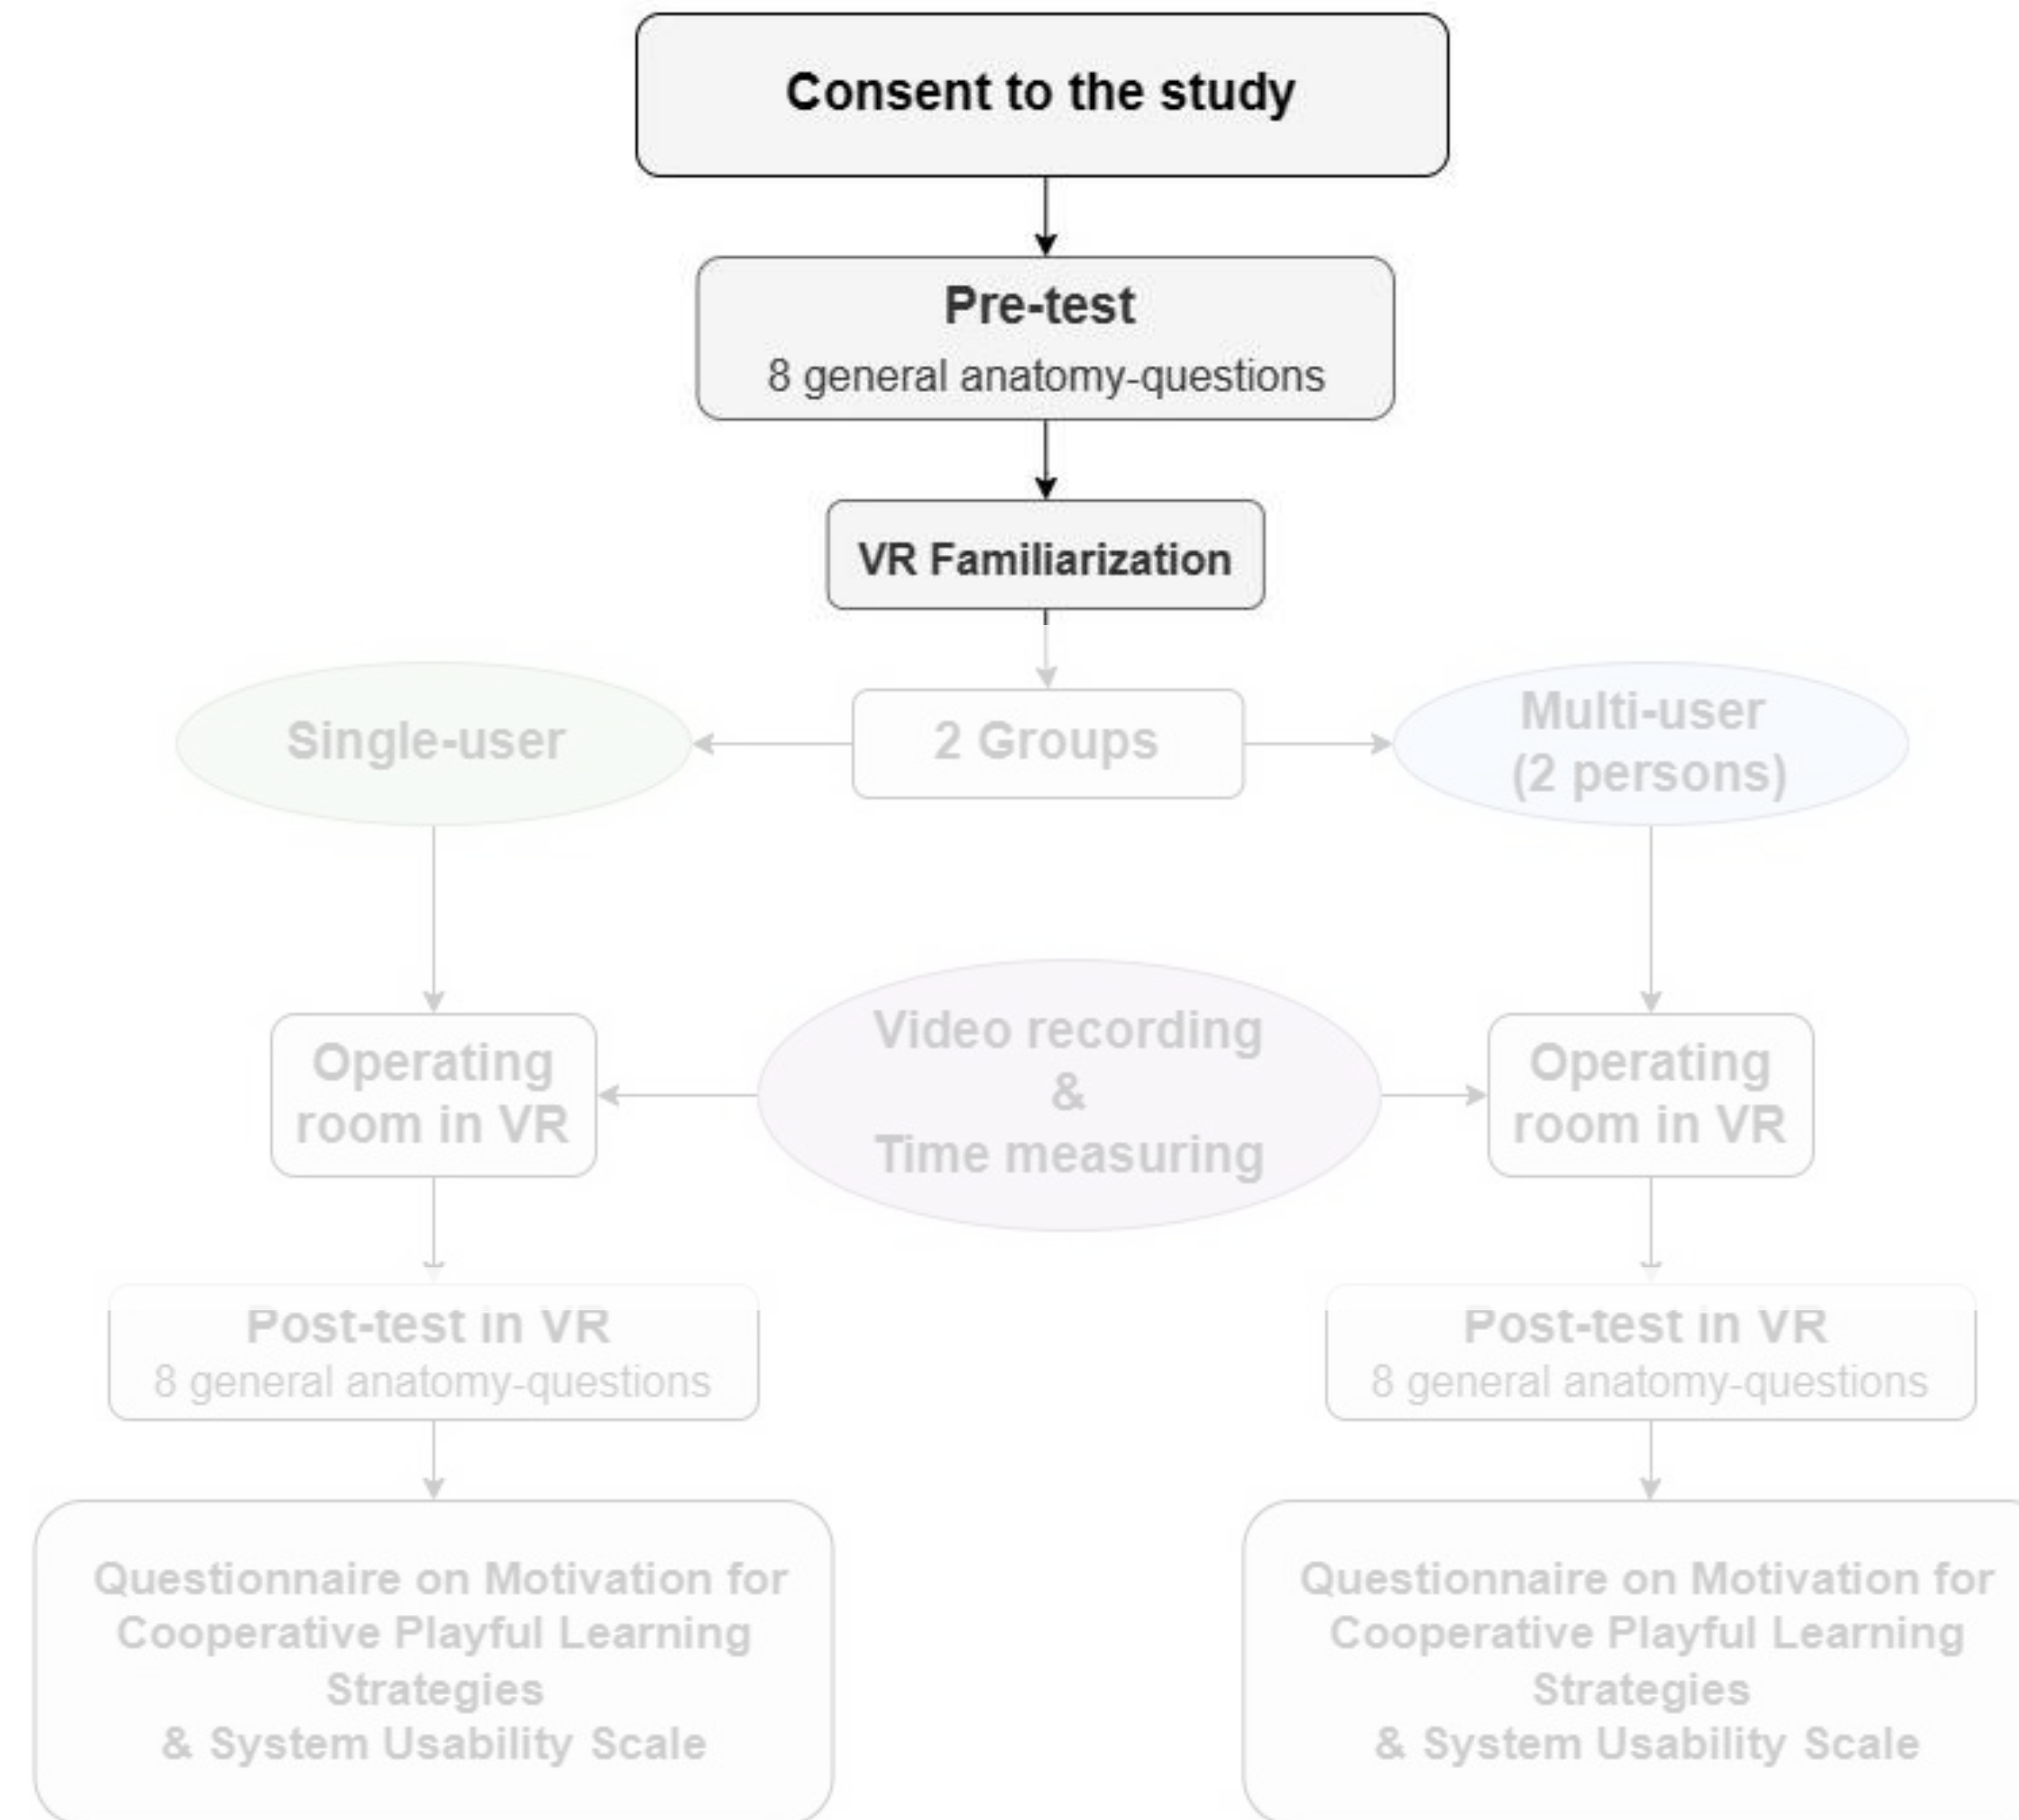 Consent to the study
Pre-test
8 general anatomy-questions
VR Familiarization
Single-user
2 Groups
Multi-user
(2 persons)
Operating
room in VR
Video recording
&
Time measuring
Operating
room in VR
Post-test in VR
8 general anatomy-questions
Post-test in VR
8 general anatomy-questions
Questionnaire on Motivation for
Cooperative Playful Learning
Strategies
& System Usability Scale
Questionnaire on Motivation for
Cooperative Playful Learning
Strategies
& System Usability Scale